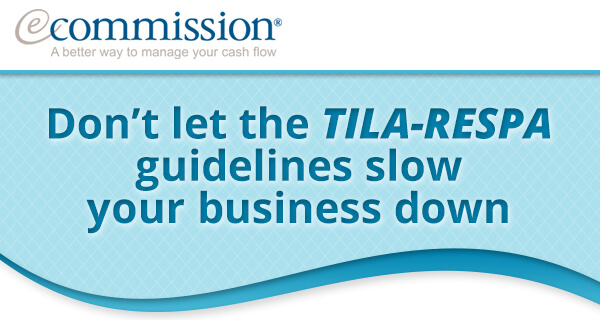 ecommission®
A better way to manage your cash flow
Don't let the TILA-RESPA
guidelines slow
your business down